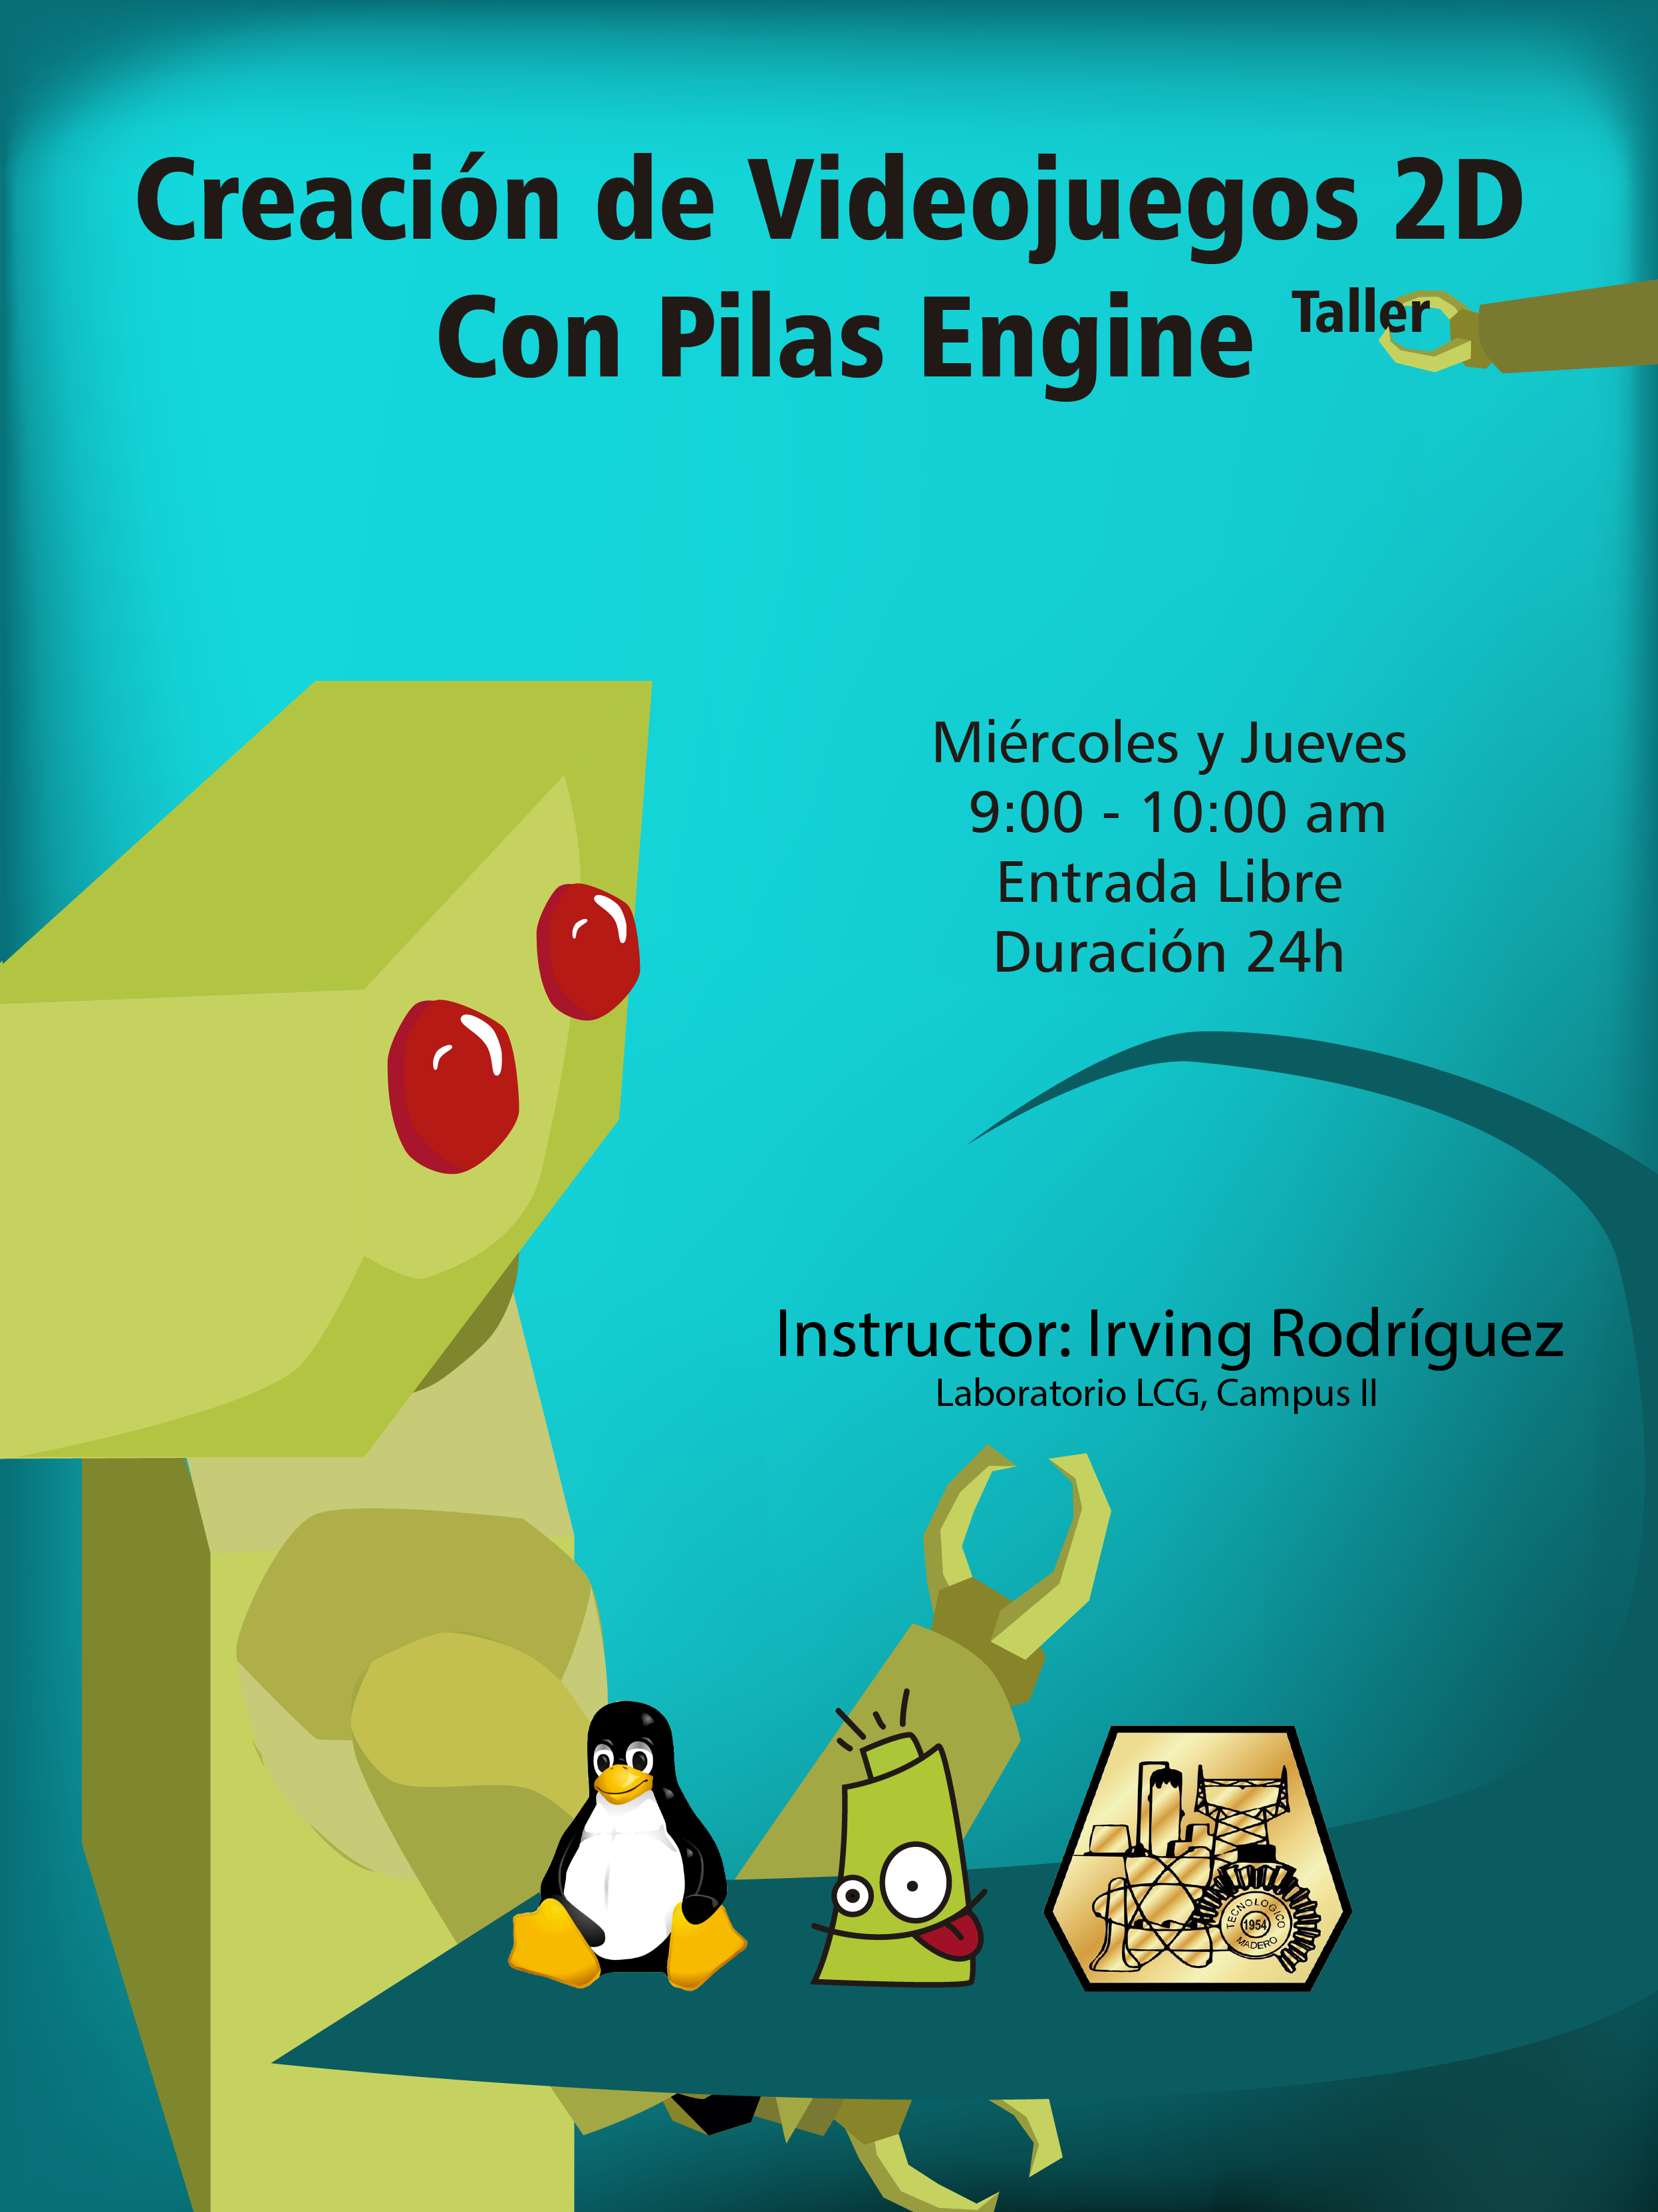 Creación de Videojuegos 2D
Con Pilas Engine Taller
Miércoles y Jueves
9:00 - 10:00 am
Entrada Libre
Duración 24h
Instructor: Irving Rodríguez
Laboratorio LCG, Campus II
TECNOLOGICO
1954
MADERO